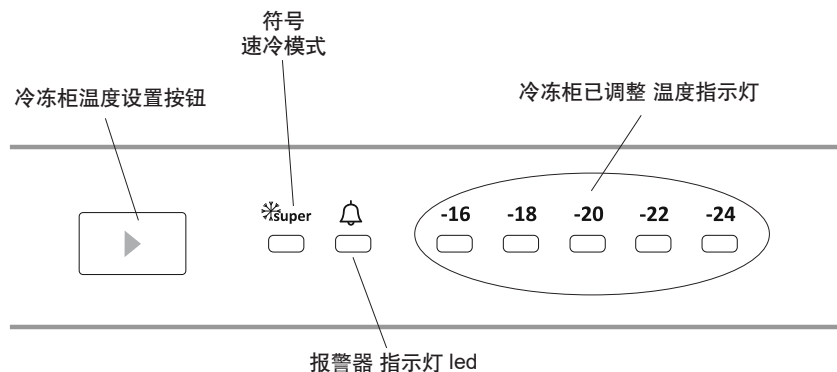 符号
速冷模式
冷冻柜温度设置按钮
冷冻柜已调整 温度指示灯
super
-16 -18 -20 -22 -24
报警器 指示灯 led